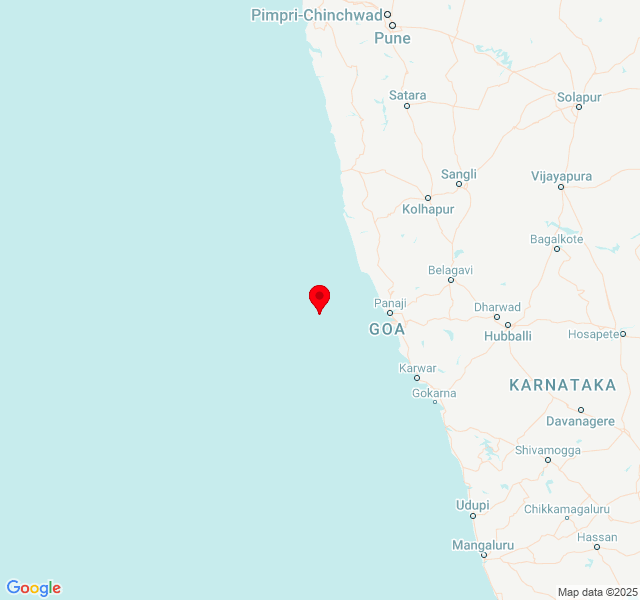 Pimpri-Chinchwad
Pune
Satara
Solapur
Sangli
Vijayapura
Kolhapur
Bagalkote
Belagavi
Panaji
Dharwad
GOA
Hubballi
Hosapete
Karwar
KARNATAKA
Gokarna
Davanagere
Shivamogga
Udupi
Chikkamagaluru
Mangaluru
Hassan
Google
Map data ©2025